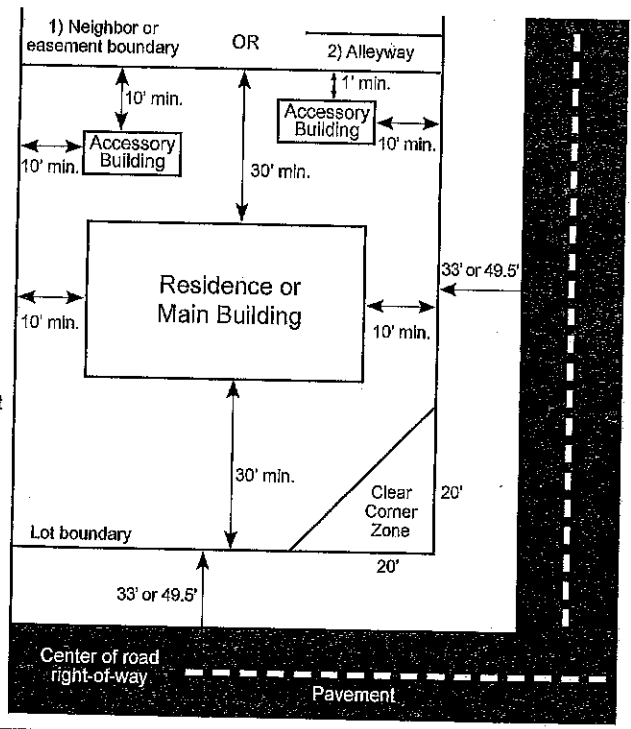 1) Neighbor or
easement boundary
OR
2) Alleyway
10' min.
1' min.
Accessory
Building
10' min.
Accessory
Building
10' min.
30' min.
33' or 49.5'
Residence or
Main Building
10' min.
10' min.
30' min.
Clear
Corner
Zone
20'
Lot boundary
20'
33' or 49.5'
Center of road
right-of-way
Pavement